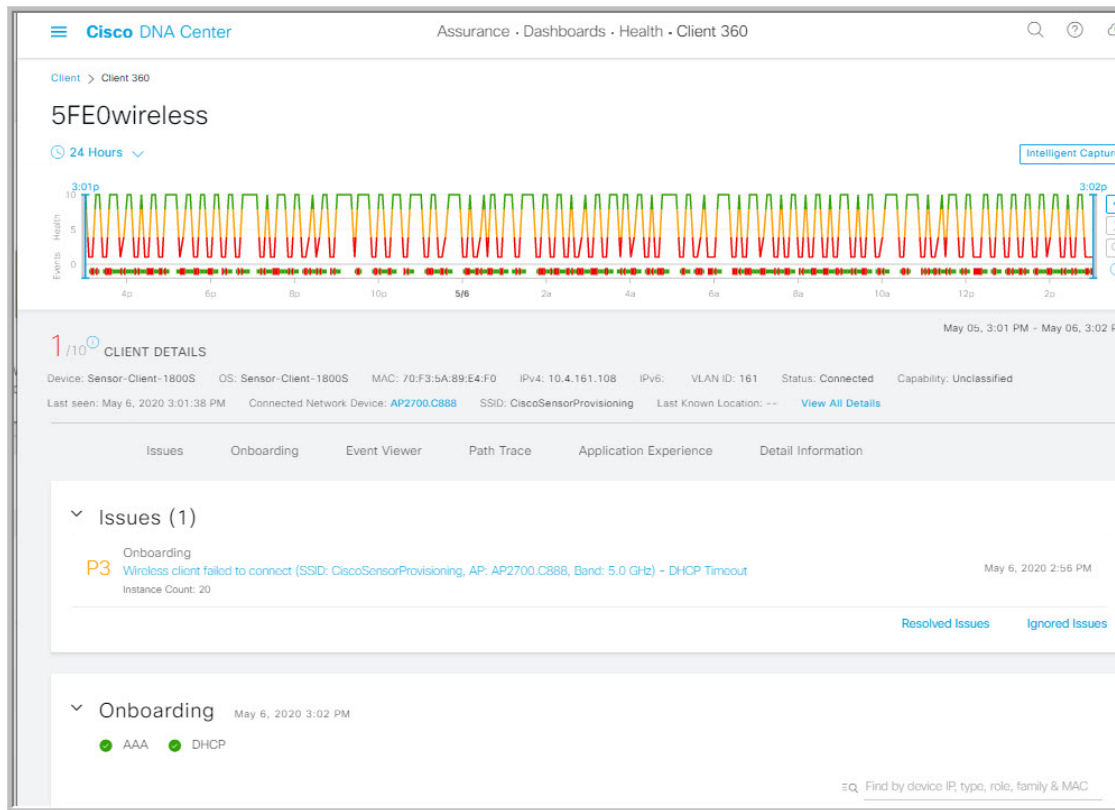 Cisco DNA Center
Assurance · Dashboards · Health · Client 360
Client > Client 360
5FE0wireless
24 Hours
Intelligent Capture
3:01p
3:02p
10
5
0
Health
Events
4p 6p 8p 10p 5/6 2a 4a 6a 8a 10a 12p 2p
May 05, 3:01 PM - May 06, 3:02 P
1/10 CLIENT DETAILS
Device: Sensor-Client-1800S OS: Sensor-Client-1800S MAC: 70:F3:5A:89:E4:F0 IPv4: 10.4.161.108 IPv6: VLAN ID: 161 Status: Connected Capability: Unclassified
Last seen: May 6, 2020 3:01:38 PM Connected Network Device: AP2700.C888 SSID: CiscoSensorProvisioning Last Known Location: -- View All Details
Issues Onboarding Event Viewer Path Trace Application Experience Detail Information
Issues (1)
Onboarding
P3 Wireless client failed to connect (SSID: CiscoSensorProvisioning, AP: AP2700.C888, Band: 5.0 GHz) - DHCP Timeout May 6, 2020 2:56 PM
Instance Count: 20
Resolved Issues Ignored Issues
Onboarding May 6, 2020 3:02 PM
AAA DHCP
Find by device IP, type, role, family & MAC